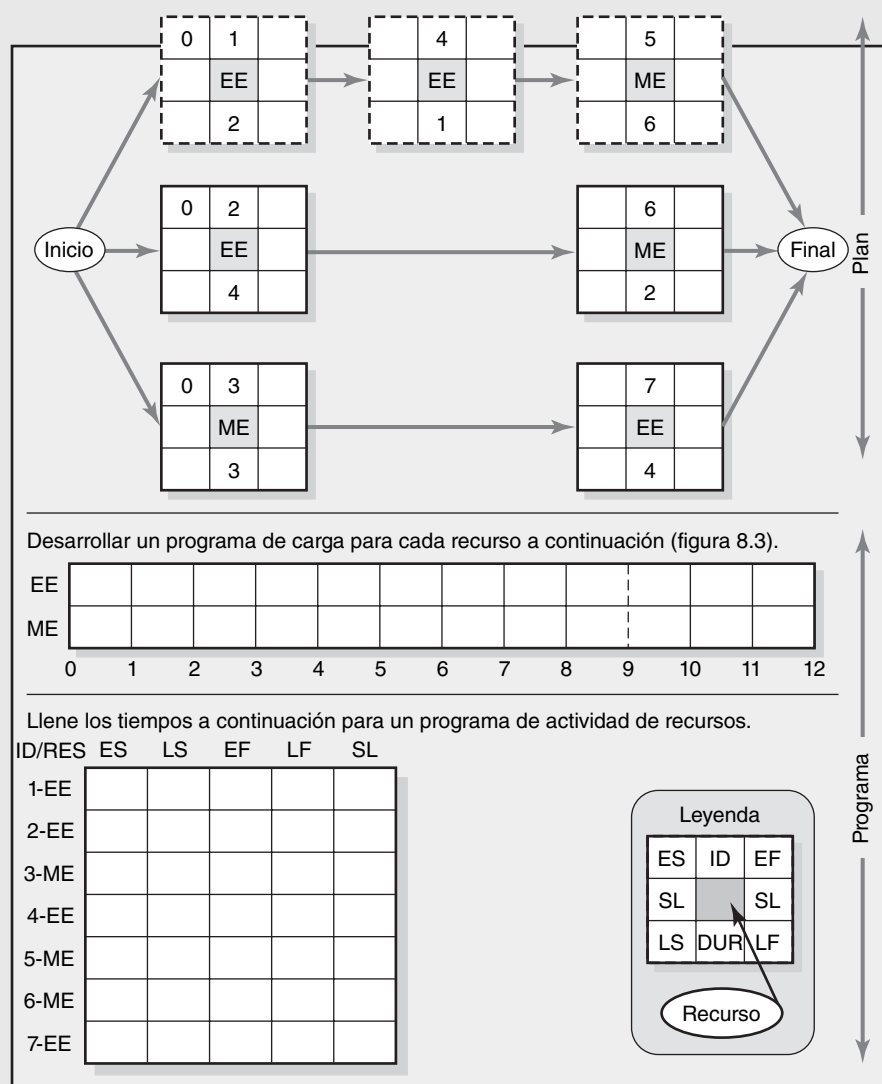 0 1
EE
2
4
EE
1
5
ME
6
Inicio
0 2
EE
4
6
ME
2
Final
0 3
ME
3
7
EE
4
Plan
Desarrollar un programa de carga para cada recurso a continuación (figura 8.3).
EE
ME
0 1 2 3 4 5 6 7 8 9 10 11 12
Llene los tiempos a continuación para un programa de actividad de recursos.
ID/RES ES LS EF LF SL
1-EE
2-EE
3-ME
4-EE
5-ME
6-ME
7-EE
Leyenda
ES ID EF
SL SL
LS DUR LF
Recurso
Programa